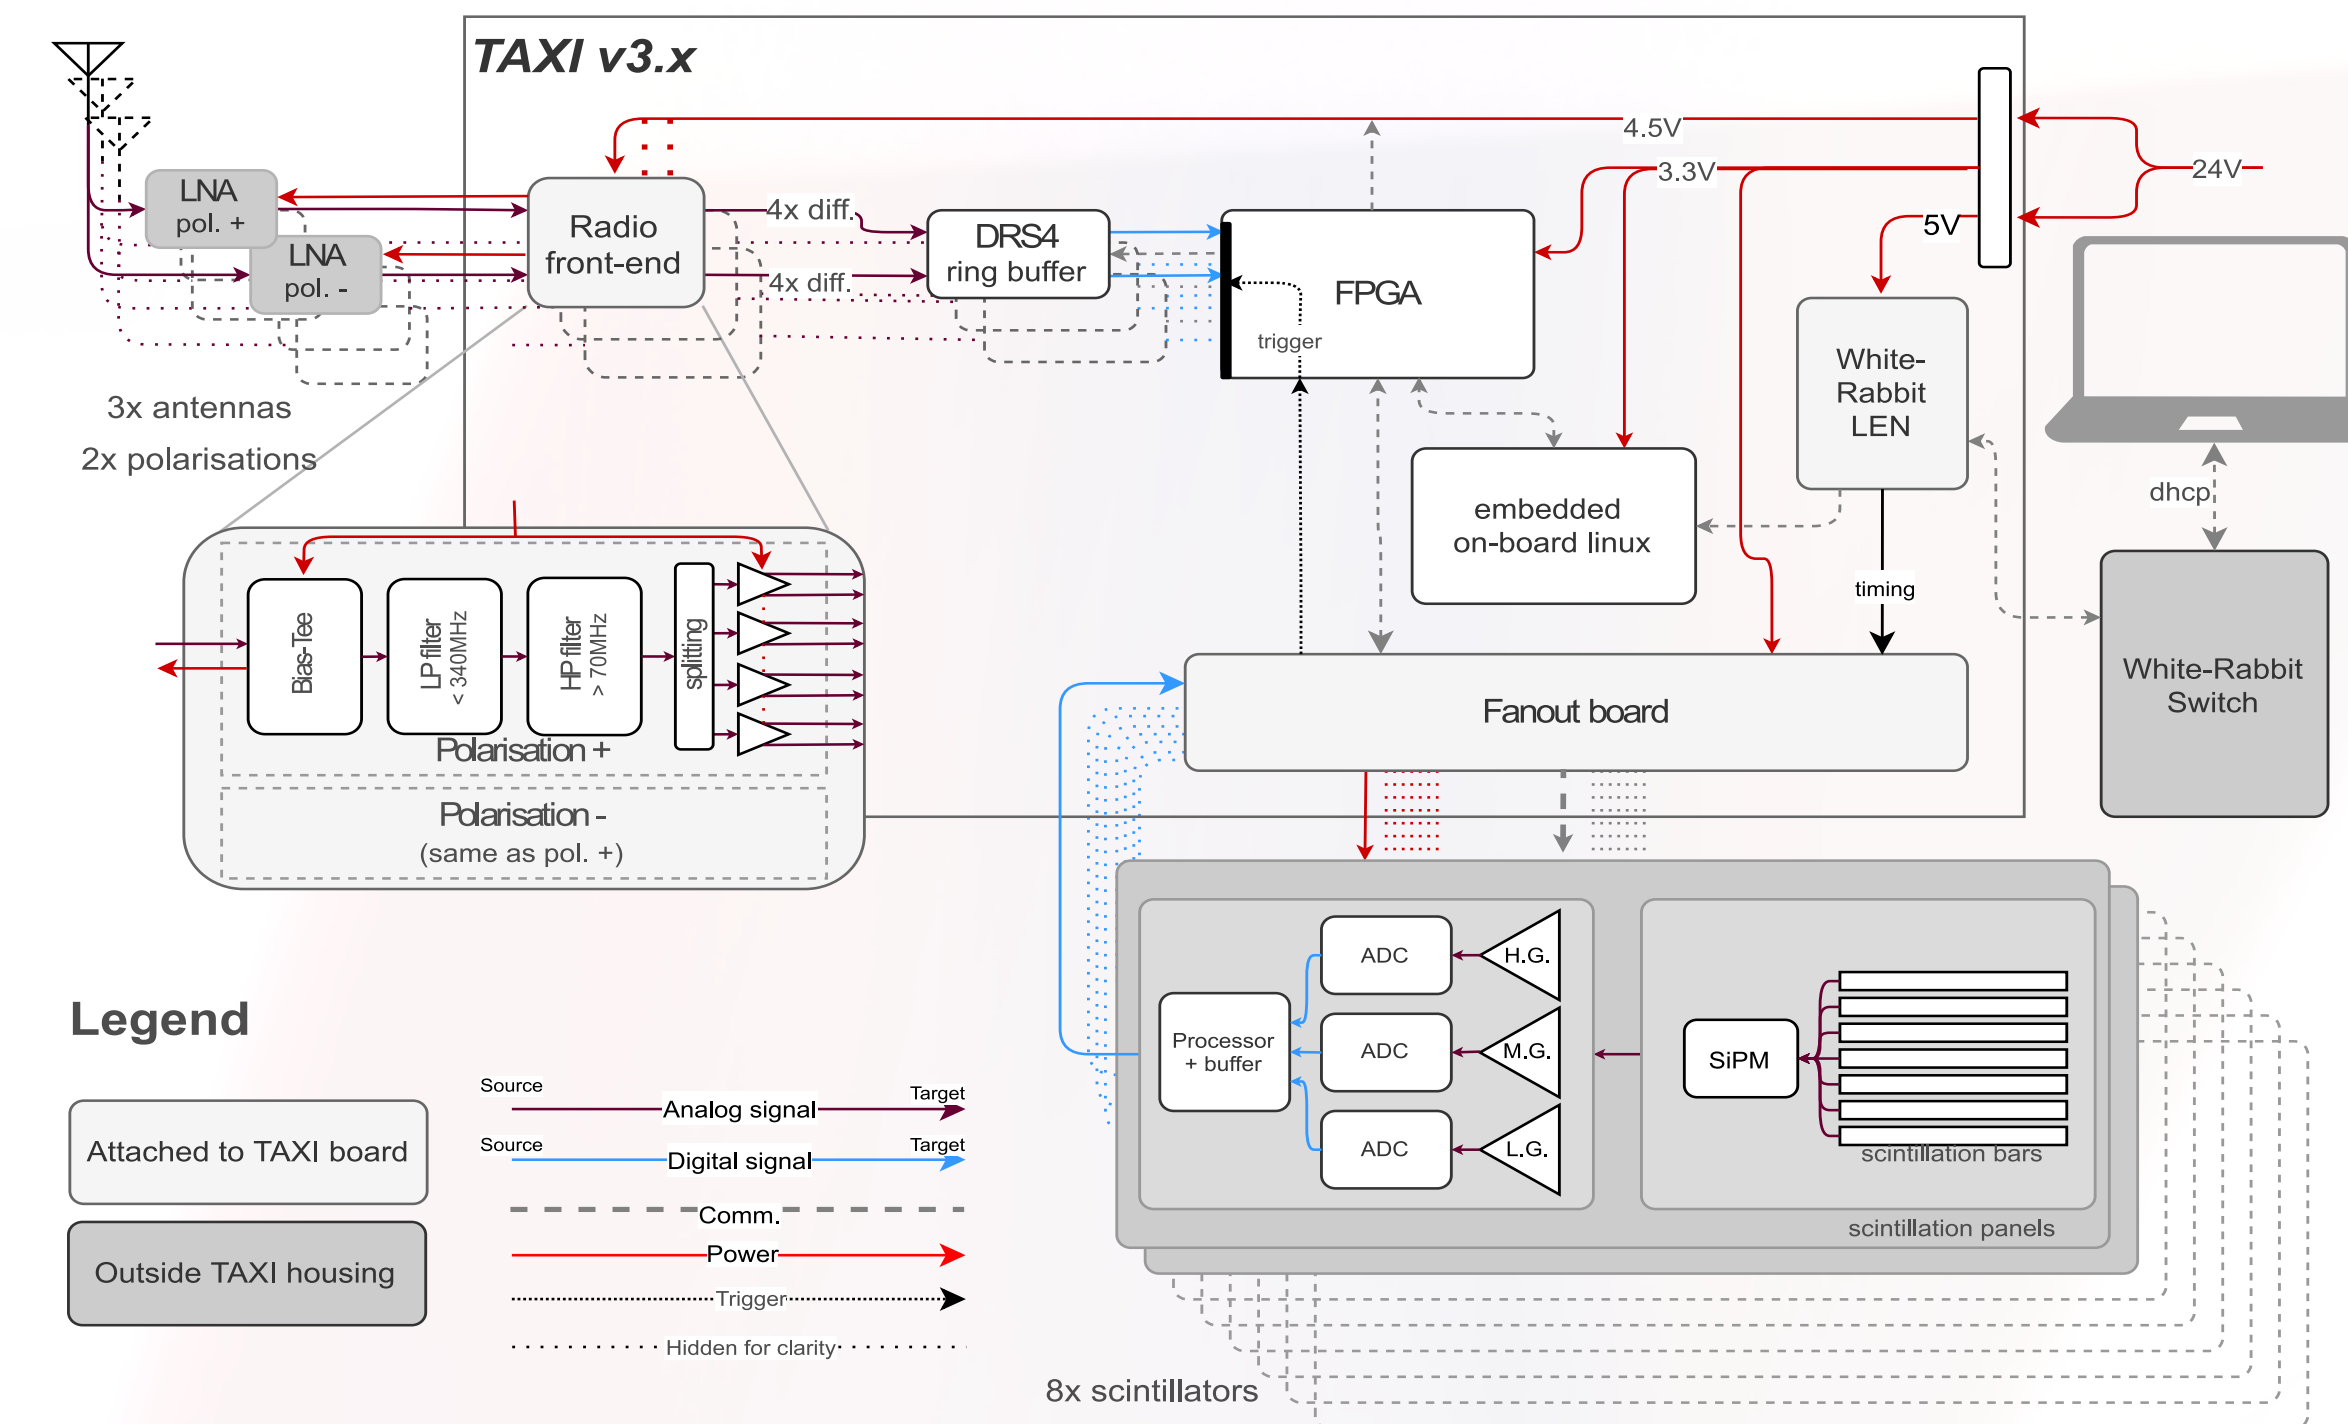 TAXI v3.x
4.5V
3.3V
24V
5V
LNA
pol. +
LNA
pol. -
Radio
front-end
4x diff.
4x diff.
DRS4
ring buffer
FPGA
trigger
White-
Rabbit
LEN
3x antennas
2x polarisations
embedded
on-board linux
dhcp
timing
White-Rabbit
Switch
Bias-Tee
LP filter
< 340MHz
HP filter
> 70MHz
splitting
Polarisation +
Polarisation -
(same as pol. +)
Fanout board
ADC
H.G.
Processor
+ buffer
ADC
M.G.
ADC
L.G.
SiPM
scintillation bars
scintillation panels
8x scintillators
Legend
Attached to TAXI board
Outside TAXI housing
Source
Target
Analog signal
Source
Target
Digital signal
Comm.
Power
Trigger
Hidden for clarity